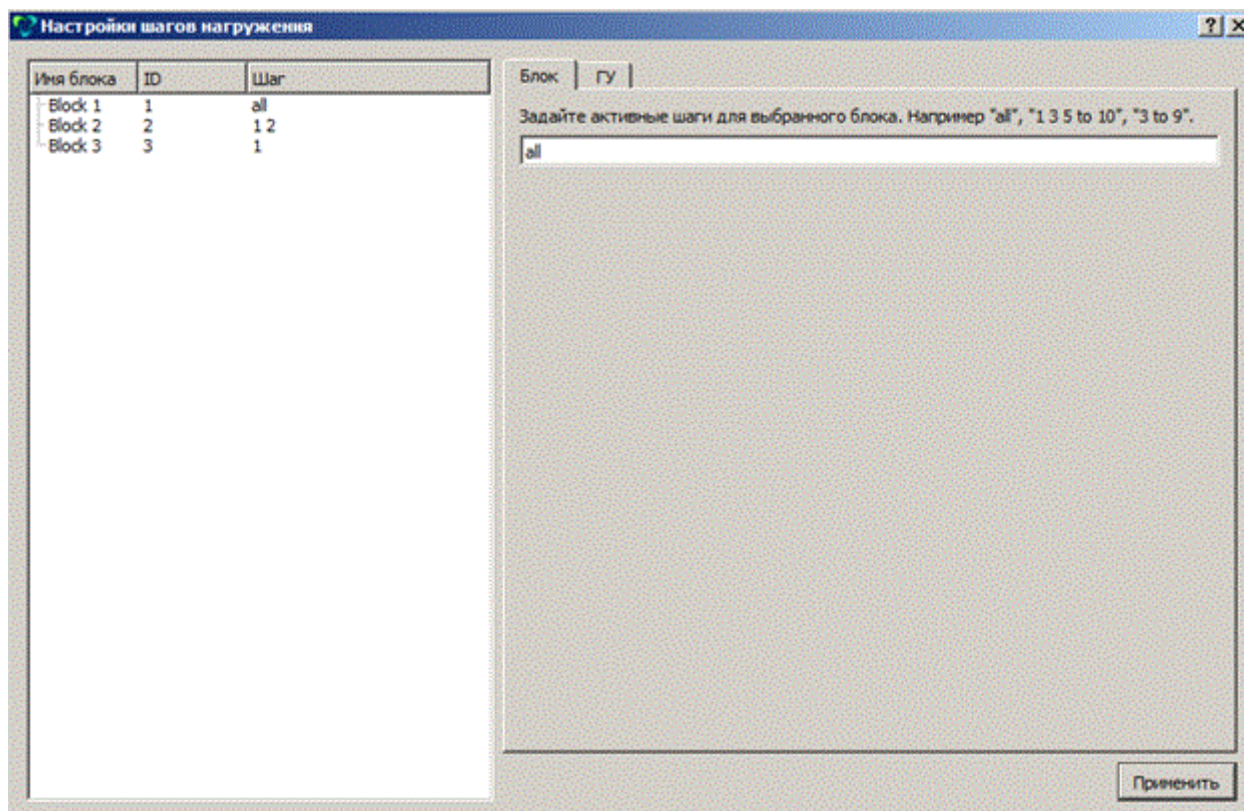 Настройки шагов нагружения
Имя блока ID Шаг
Block 1 1 all
Block 2 2 1 2
Block 3 3 1
Блок ГУ
Задайте активные шаги для выбранного блока. Например "all", "1 3 5 to 10", "3 to 9".
all
Применить